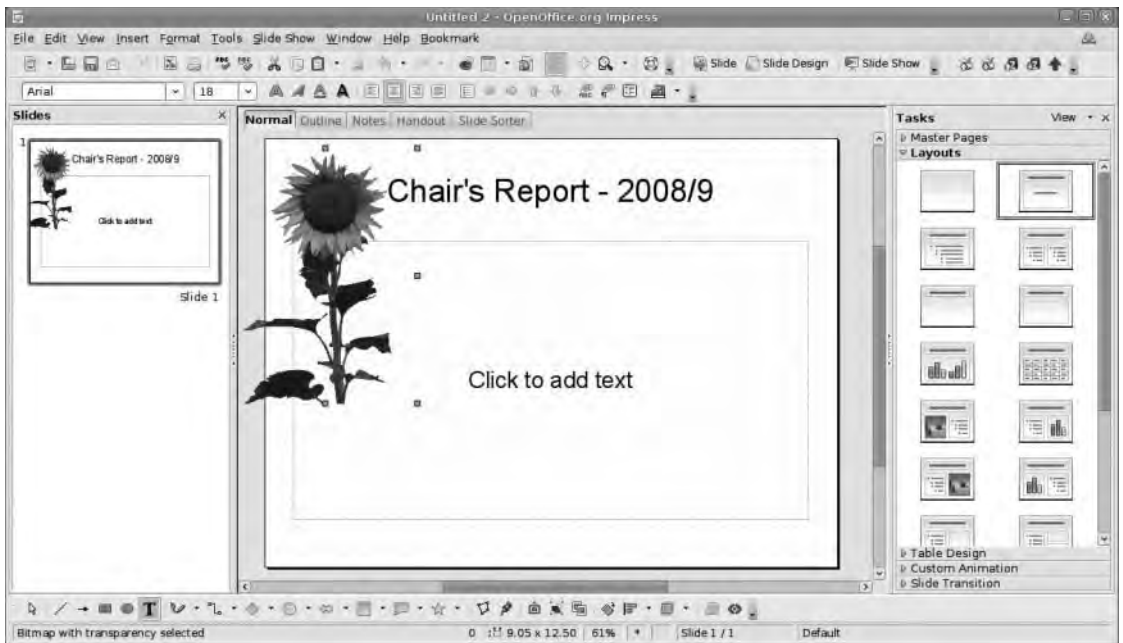 Untitled 2 - OpenOffice.org Impress
File Edit View Insert Format Tools Slide Show Window Help Bookmark
Slide Slide Design Slide Show
Arial 18
Slides
Normal Outline Notes Handout Slide Sorter
Tasks View
Master Pages
Layouts
1
Chair's Report - 2008/9
Click to add text
Slide 1
Chair's Report - 2008/9
Click to add text
Table Design
Custom Animation
Slide Transition
Bitmap with transparency selected 9.05 x 12.50 61% * Slide 1 / 1 Default